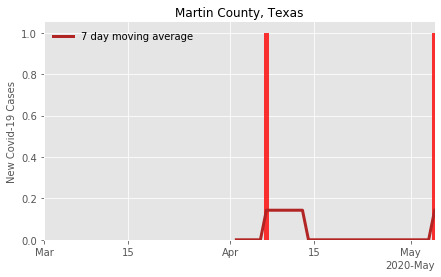 Martin County, Texas
7 day moving average
New Covid-19 Cases
1.0
0.8
0.6
0.4
0.2
0.0
Mar
15
Apr
15
May
2020-May